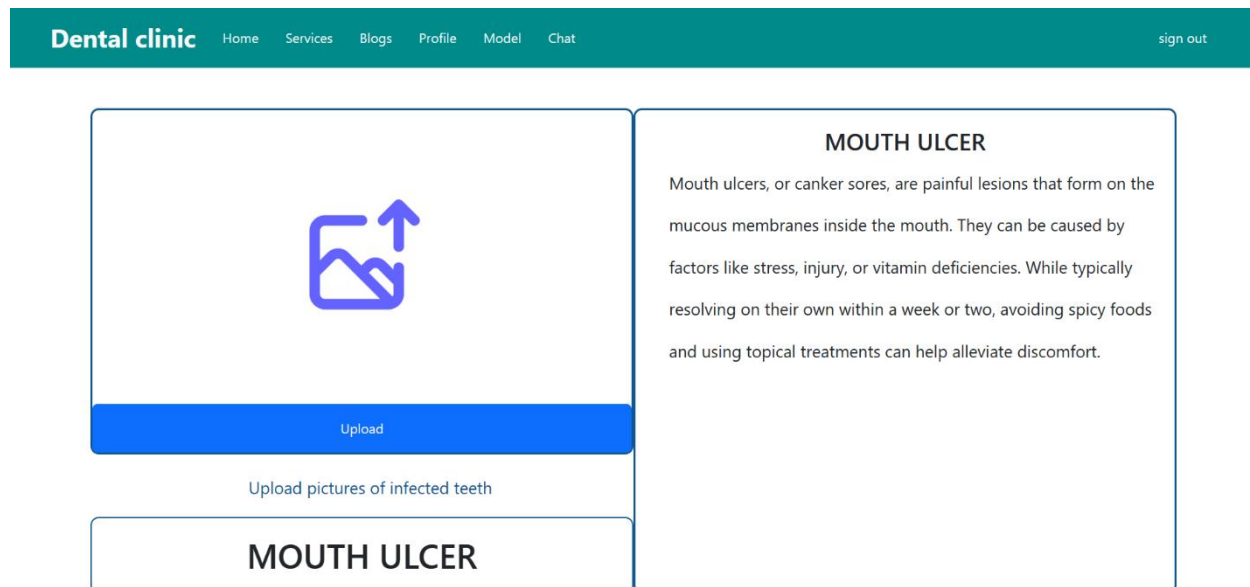 Dental clinic Home Services Blogs Profile Model Chat sign out
Upload
Upload pictures of infected teeth
MOUTH ULCER
MOUTH ULCER
Mouth ulcers, or canker sores, are painful lesions that form on the
mucous membranes inside the mouth. They can be caused by
factors like stress, injury, or vitamin deficiencies. While typically
resolving on their own within a week or two, avoiding spicy foods
and using topical treatments can help alleviate discomfort.